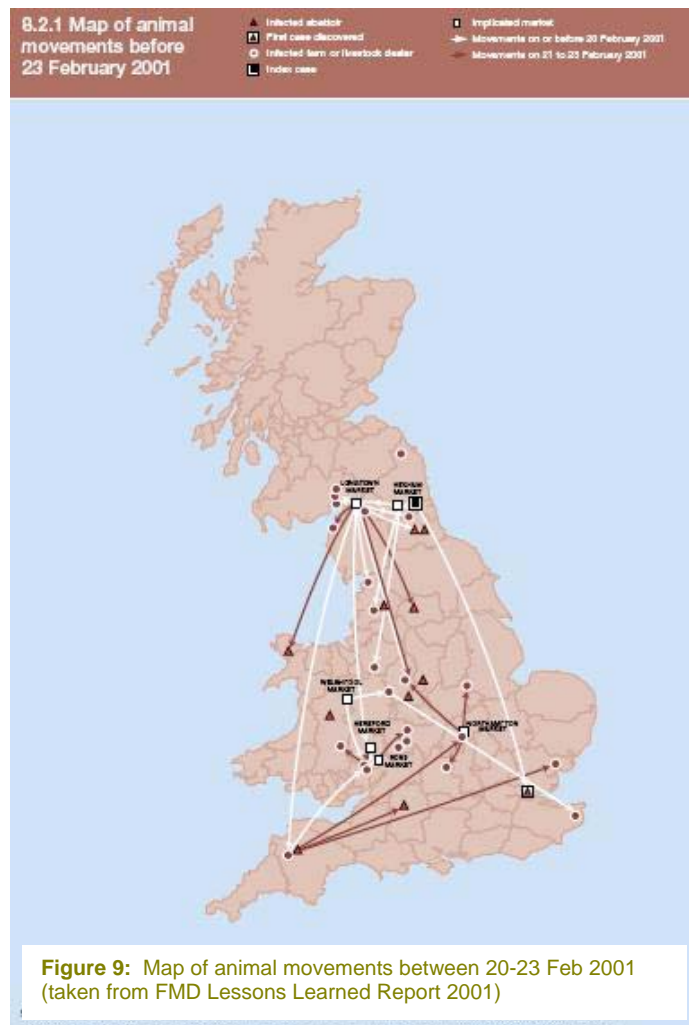 8.2.1 Map of animal
movements before
23 February 2001
Infected abattoir
First case discovered
Infected farm or livestock dealer
Index case
Implicated market
Movements on or before 20 February 2001
Movements on 21 to 23 February 2001
LONGTOWN
MARKET
HEXHAM
MARKET
WELSHPOOL
MARKET
HEREFORD
MARKET
ROSS
MARKET
NORTHAMPTON
MARKET
Figure 9: Map of animal movements between 20-23 Feb 2001
(taken from FMD Lessons Learned Report 2001)